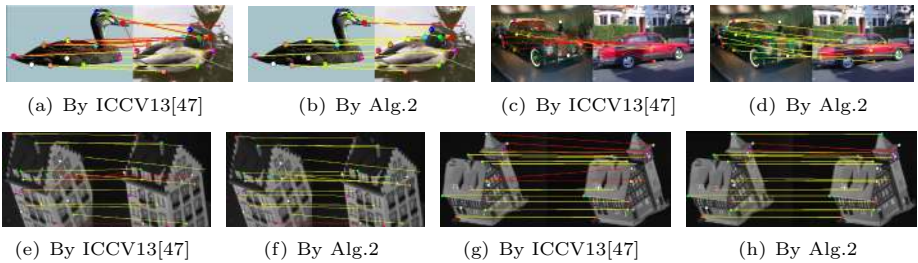 (a) By ICCV13[47]
(b) By Alg.2
(c) By ICCV13[47]
(d) By Alg.2
(e) By ICCV13[47]
(f) By Alg.2
(g) By ICCV13[47]
(h) By Alg.2